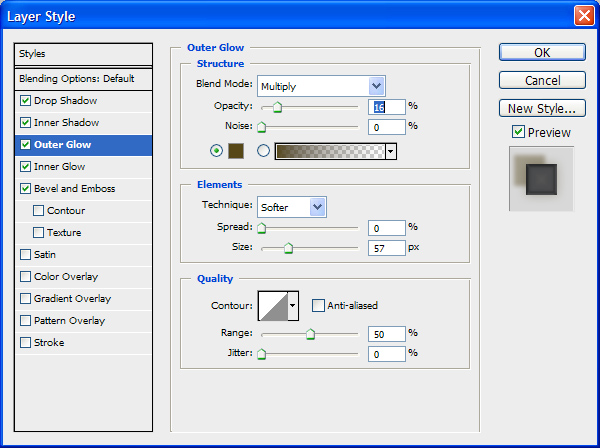 Layer Style
Styles
Blending Options: Default
Drop Shadow
Inner Shadow
Outer Glow
Inner Glow
Bevel and Emboss
Contour
Texture
Satin
Color Overlay
Gradient Overlay
Pattern Overlay
Stroke
Outer Glow
Structure
Blend Mode: Multiply
Opacity: 16 %
Noise: 0 %
Elements
Technique: Softer
Spread: 0 %
Size: 57 px
Quality
Contour: Anti-aliased
Range: 50 %
Jitter: 0 %
OK
Cancel
New Style...
Preview